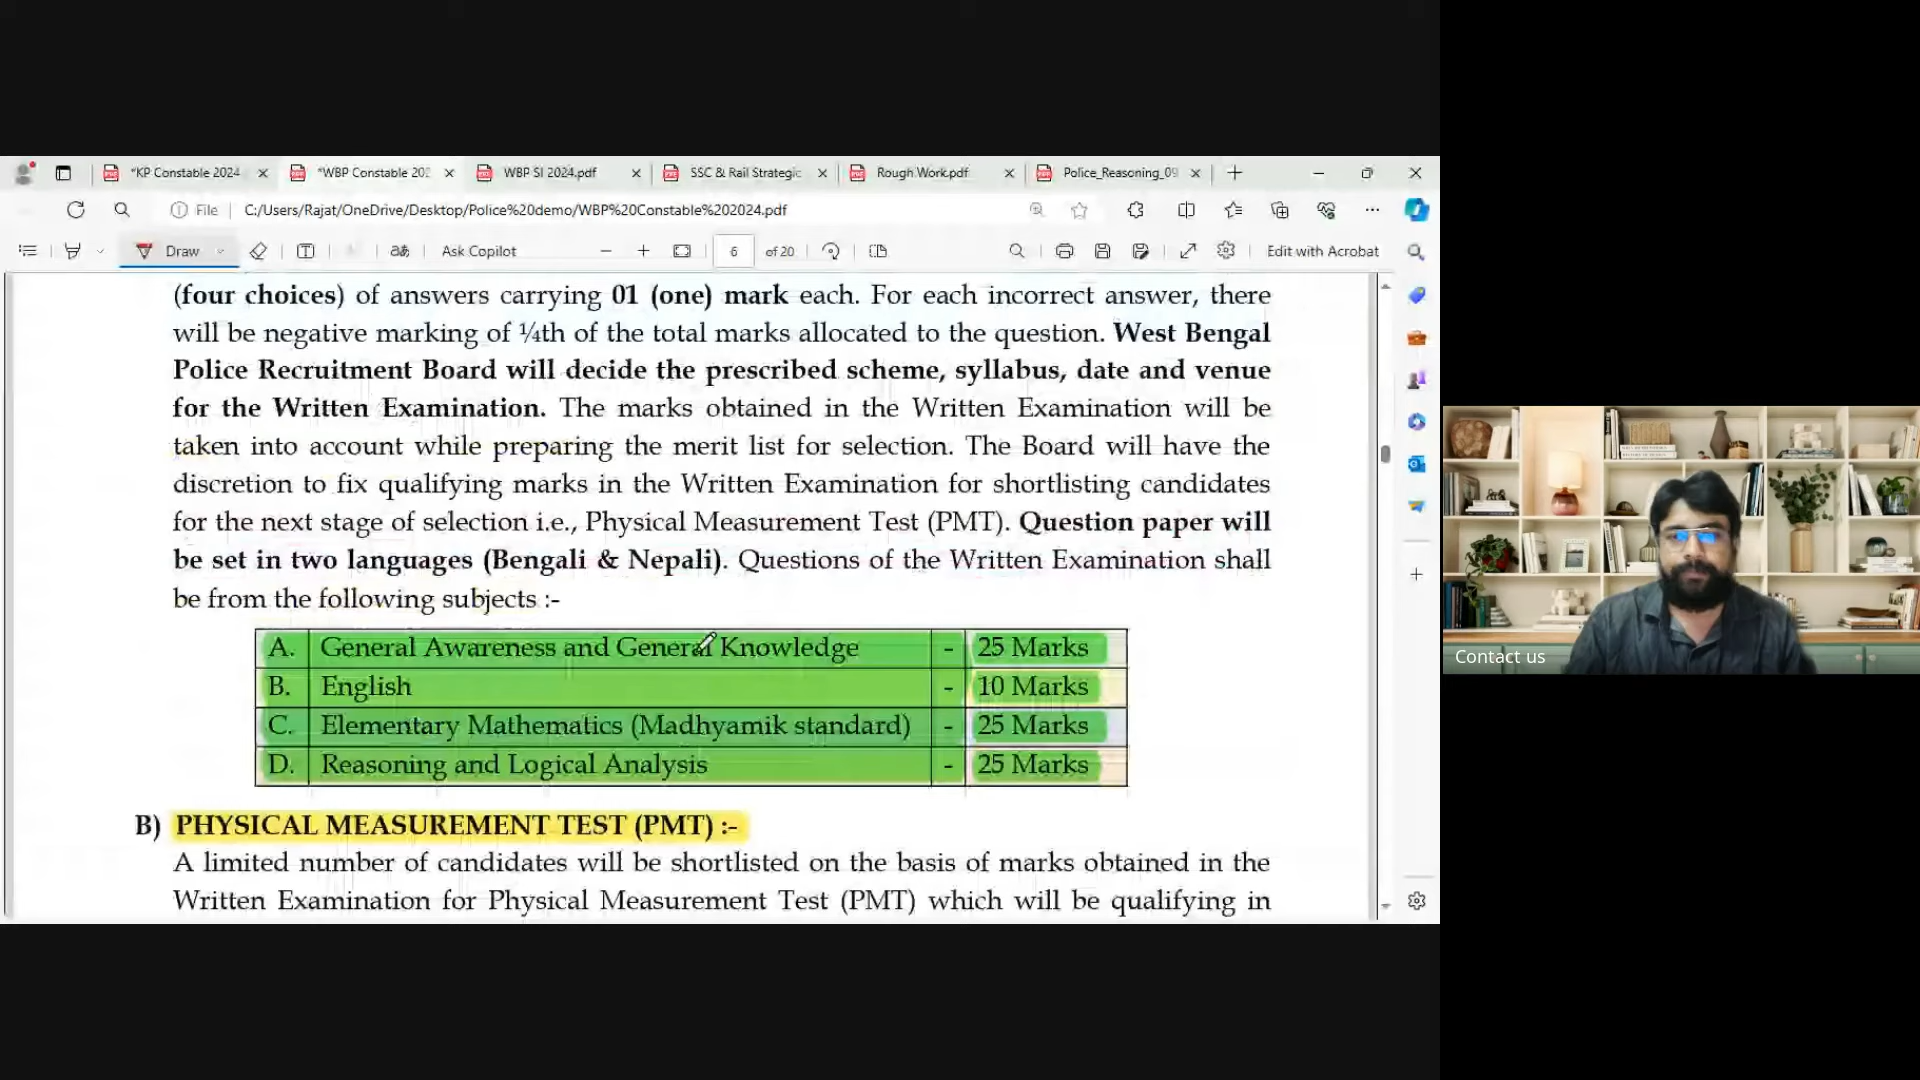 *KP Constable 2024
*WBP Constable 202
WBP SI 2024.pdf
SSC & Rail Strategic
Rough Work.pdf
Police_Reasoning_09
File
C:/Users/Rajat/OneDrive/Desktop/Police%20demo/WBP%20Constable%202024.pdf
Draw
Ask Copilot
6
of 20
Edit with Acrobat
(four choices) of answers carrying 01 (one) mark each. For each incorrect answer, there
will be negative marking of ¼th of the total marks allocated to the question. West Bengal
Police Recruitment Board will decide the prescribed scheme, syllabus, date and venue
for the Written Examination. The marks obtained in the Written Examination will be
taken into account while preparing the merit list for selection. The Board will have the
discretion to fix qualifying marks in the Written Examination for shortlisting candidates
for the next stage of selection i.e., Physical Measurement Test (PMT). Question paper will
be set in two languages (Bengali & Nepali). Questions of the Written Examination shall
be from the following subjects :-
A. General Awareness and General Knowledge - 25 Marks
B. English - 10 Marks
C. Elementary Mathematics (Madhyamik standard) - 25 Marks
D. Reasoning and Logical Analysis - 25 Marks
B) PHYSICAL MEASUREMENT TEST (PMT) :-
A limited number of candidates will be shortlisted on the basis of marks obtained in the
Written Examination for Physical Measurement Test (PMT) which will be qualifying in
Contact us